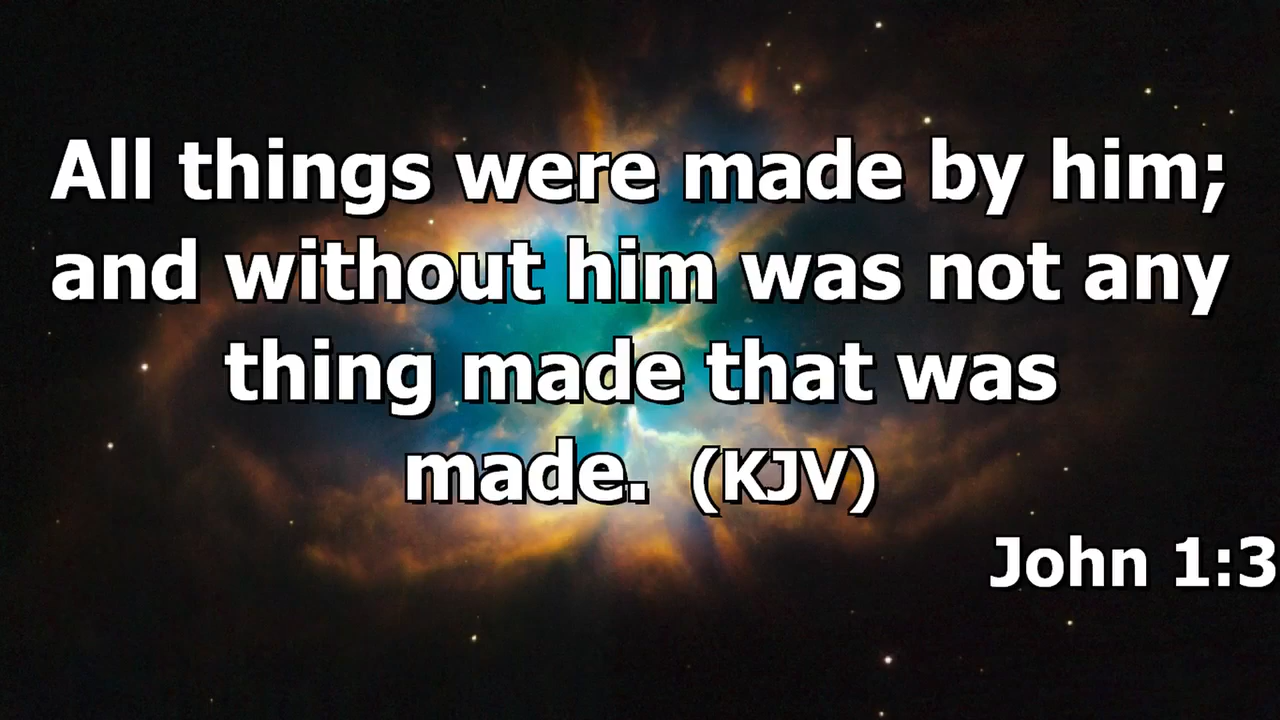 All things were made by him;
and without him was not any
thing made that was
made. (KJV)
John 1:3